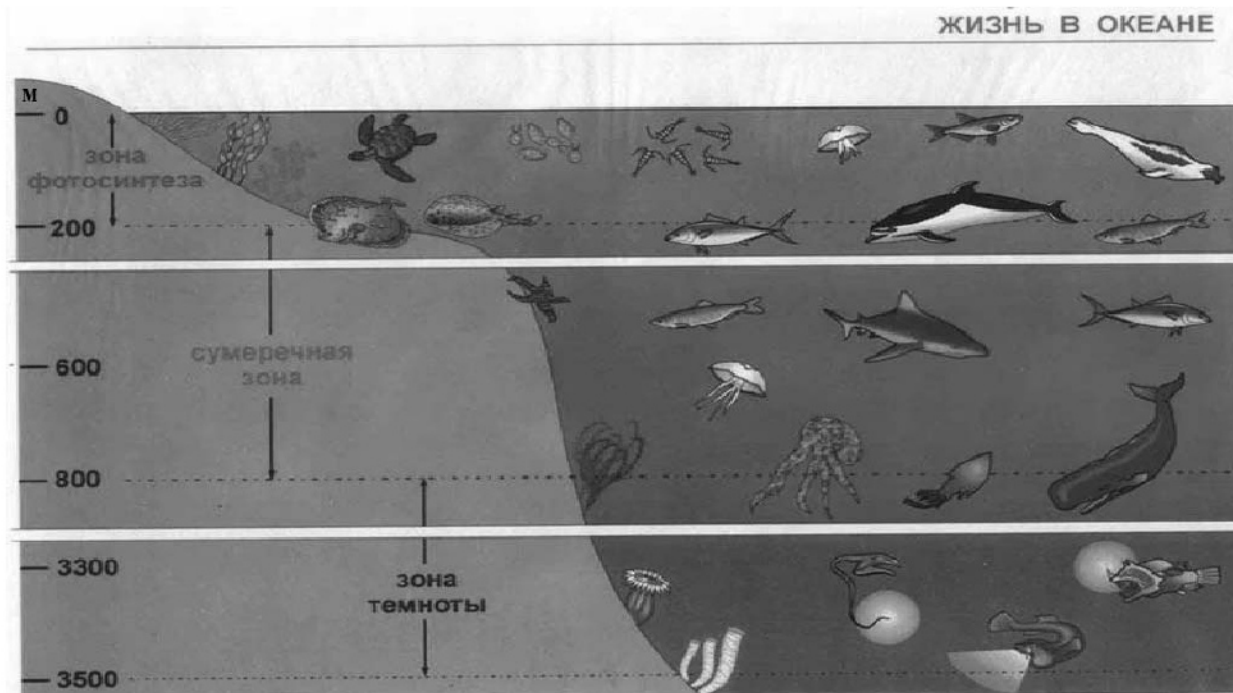 ЖИЗНЬ В ОКЕАНЕ
М
0
зона
фотосинтеза
200
сумеречная
зона
600
800
3300
зона
темноты
3500